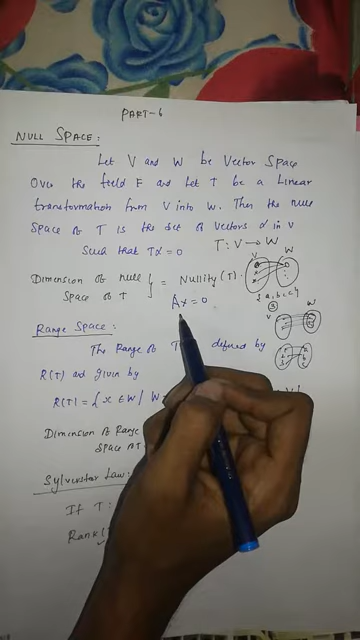 PART-6
NULL SPACE:
Let V and W be Vector Space
Over the field F and let T be a linear
transformation from V into W. Then the null
Space of T is the set of Vectors α in V
Such that Tα=0 T: V → W
Dimension of null
Space of T } = Nullity (T).
V W
{a,b,c}
3
Ax=0
V W
Range Space:
The Range of T defined by
R(T) and given by
R(T) = { x ∈ W / W
Dimension of Range
Space
Sylvester Law:
If T:
Rank(